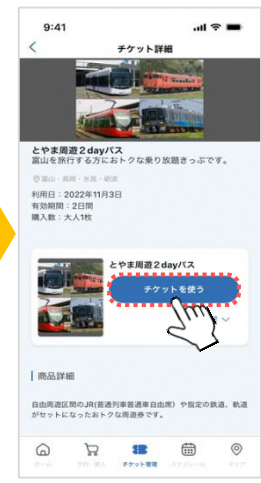 9:41
チケット詳細
とやま周遊2dayパス
富山を旅行する方におトクな乗り放題きっぷです。
富山・高岡・氷見・砺波
利用日：2022年11月3日
有効期間：2日間
購入数：大人1枚
とやま周遊2dayパス
チケットを使う
商品詳細
自由周遊区間のJR(普通列車普通車自由席）や指定の鉄道、軌道
がセットになったおトクな周遊券です。
ホーム 予約・購入 チケット管理 スケジュール マップ